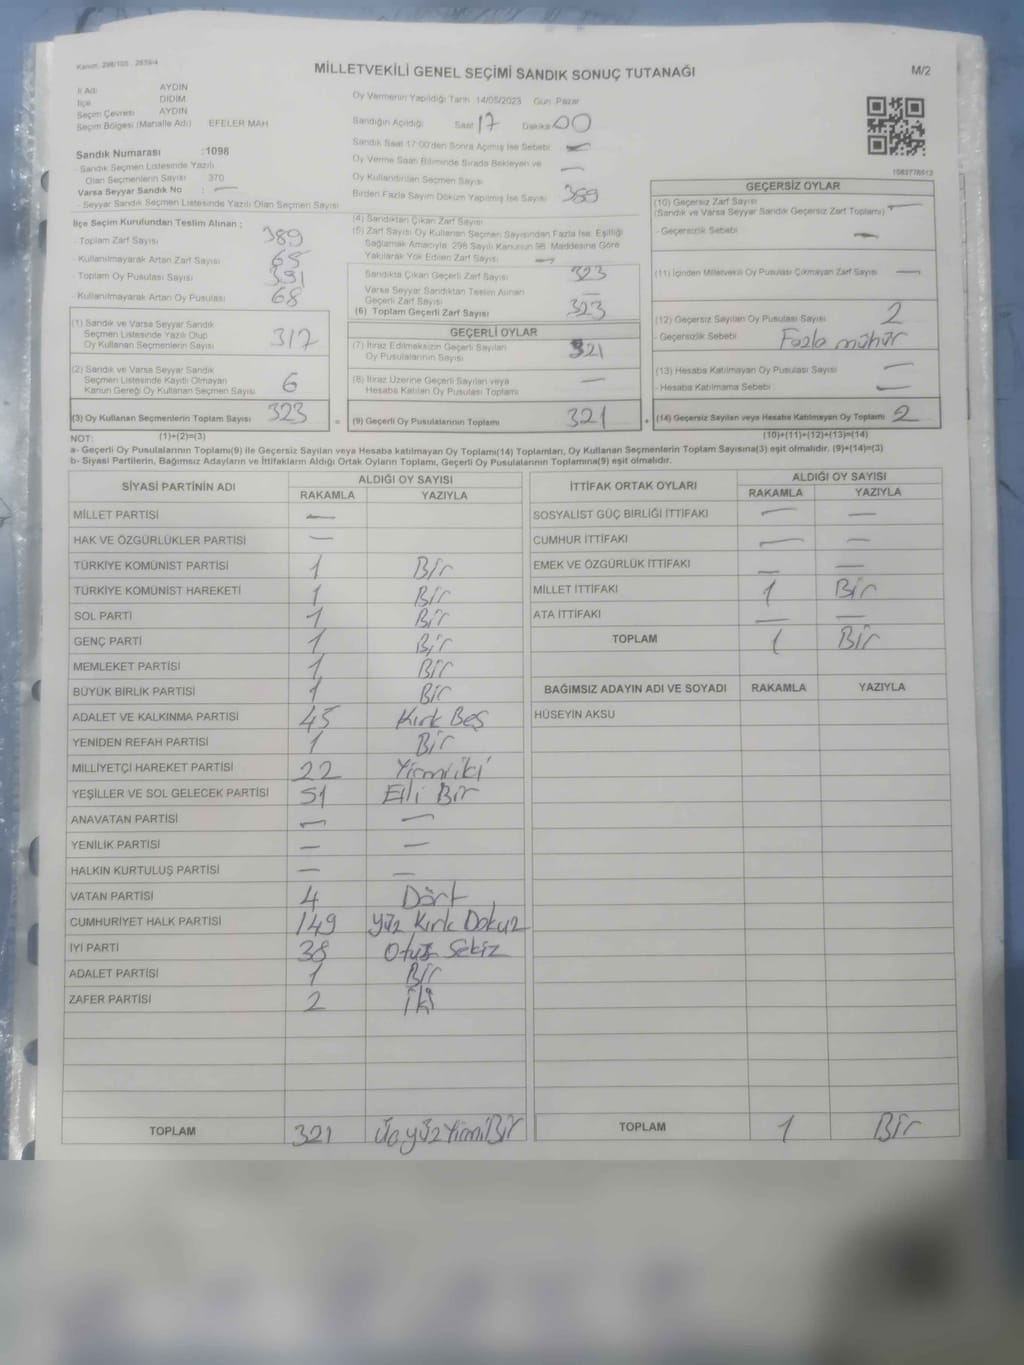 Kanun: 298/105 , 2839/4
MİLLETVEKİLİ GENEL SEÇİMİ SANDIK SONUÇ TUTANAĞI
M/2
İl Adı AYDIN
İlçe DİDİM
Seçim Çevresi AYDIN
Seçim Bölgesi (Mahalle Adı) EFELER MAH
Sandık Numarası :1098
- Sandık Seçmen Listesinde Yazılı
Olan Seçmenlerin Sayısı 370
Varsa Seyyar Sandık No : —
- Seyyar Sandık Seçmen Listesinde Yazılı Olan Seçmen Sayısı
Oy Vermenin Yapıldığı Tarih 14/05/2023 Gün Pazar
Sandığın Açıldığı Saat 17 Dakika 00
Sandık Saat 17:00'den Sonra Açılmış İse Sebebi —
Oy Verme Saati Bitiminde Sırada Bekleyen ve
Oy Kullandırılan Seçmen Sayısı —
Birden Fazla Sayım Döküm Yapılmış İse Sayısı
389
1083778512
İlçe Seçim Kurulundan Teslim Alınan :
- Toplam Zarf Sayısı 389
- Kullanılmayarak Artan Zarf Sayısı
- Toplam Oy Pusulası Sayısı 391
- Kullanılmayarak Artan Oy Pusulası 68
(4) Sandıktan Çıkan Zarf Sayısı
(5) Zarf Sayısı Oy Kullanan Seçmen Sayısından Fazla İse, Eşitliği
Sağlamak Amacıyla, 298 Sayılı Kanunun 98. Maddesine Göre
Yakılarak Yok Edilen Zarf Sayısı —
Sandıkta Çıkan Geçerli Zarf Sayısı 323
Varsa Seyyar Sandıktan Teslim Alınan
Geçerli Zarf Sayısı —
(6) Toplam Geçerli Zarf Sayısı 323
GEÇERSİZ OYLAR
(10) Geçersiz Zarf Sayısı
(Sandık ve Varsa Seyyar Sandık Geçersiz Zarf Toplamı) —
- Geçersizlik Sebebi —
(11) İçinden Milletvekili Oy Pusulası Çıkmayan Zarf Sayısı —
(12) Geçersiz Sayılan Oy Pusulası Sayısı 2
- Geçersizlik Sebebi Fazla mühür
(13) Hesaba Katılmayan Oy Pusulası Sayısı —
- Hesaba Katılmama Sebebi —
(1) Sandık ve Varsa Seyyar Sandık
Seçmen Listesinde Yazılı Olup
Oy Kullanan Seçmenlerin Sayısı 317
(2) Sandık ve Varsa Seyyar Sandık
Seçmen Listesinde Kayıtlı Olmayan
Kanun Gereği Oy Kullanan Seçmen Sayısı 6
GEÇERLİ OYLAR
(7) İtiraz Edilmeksizin Geçerli Sayılan
Oy Pusulalarının Sayısı 321
(8) İtiraz Üzerine Geçerli Sayılan veya
Hesaba Katılan Oy Pusulası Toplamı —
(3) Oy Kullanan Seçmenlerin Toplam Sayısı 323 = (9) Geçerli Oy Pusulalarının Toplamı 321 + (14) Geçersiz Sayılan veya Hesaba Katılmayan Oy Toplamı 2
NOT: (1)+(2)=(3) (10)+(11)+(12)+(13)=(14)
a- Geçerli Oy Pusulalarının Toplamı(9) ile Geçersiz Sayılan veya Hesaba katılmayan Oy Toplamı(14) Toplamları, Oy Kullanan Seçmenlerin Toplam Sayısına(3) eşit olmalıdır. (9)+(14)=(3)
b- Siyasi Partilerin, Bağımsız Adayların ve İttifakların Aldığı Ortak Oyların Toplamı, Geçerli Oy Pusulalarının Toplamına(9) eşit olmalıdır.
SİYASİ PARTİNİN ADI ALDIĞI OY SAYISI
RAKAMLA YAZIYLA
MİLLET PARTİSİ —
HAK VE ÖZGÜRLÜKLER PARTİSİ —
TÜRKİYE KOMÜNİST PARTİSİ 1 Bir
TÜRKİYE KOMÜNİST HAREKETİ 1 Bir
SOL PARTİ 1 Bir
GENÇ PARTİ 1 Bir
MEMLEKET PARTİSİ 1 Bir
BÜYÜK BİRLİK PARTİSİ 1 Bir
ADALET VE KALKINMA PARTİSİ 45 Kırk Beş
YENİDEN REFAH PARTİSİ 1 Bir
MİLLİYETÇİ HAREKET PARTİSİ 22 Yirmiiki
YEŞİLLER VE SOL GELECEK PARTİSİ 51 Elli Bir
ANAVATAN PARTİSİ — —
YENİLİK PARTİSİ — —
HALKIN KURTULUŞ PARTİSİ — —
VATAN PARTİSİ 4 Dört
CUMHURİYET HALK PARTİSİ 149 yüz Kırk Dokuz
İYİ PARTİ 38 Otuz Sekiz
ADALET PARTİSİ 1 Bir
ZAFER PARTİSİ 2 İki
TOPLAM 321 Üçyüz Yirmi Bir
İTTİFAK ORTAK OYLARI ALDIĞI OY SAYISI
RAKAMLA YAZIYLA
SOSYALİST GÜÇ BİRLİĞİ İTTİFAKI — —
CUMHUR İTTİFAKI — —
EMEK VE ÖZGÜRLÜK İTTİFAKI — —
MİLLET İTTİFAKI 1 Bir
ATA İTTİFAKI — —
TOPLAM 1 Bir
BAĞIMSIZ ADAYIN ADI VE SOYADI RAKAMLA YAZIYLA
HÜSEYİN AKSU
TOPLAM 1 Bir